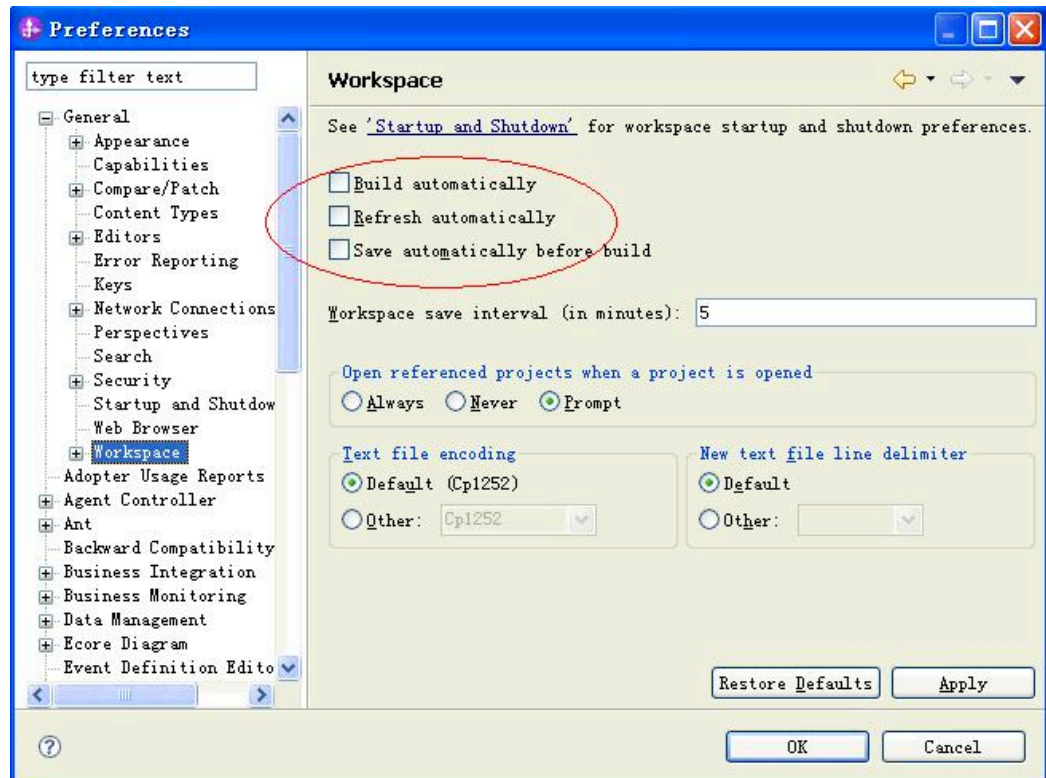 Preferences
type filter text
General
Appearance
Capabilities
Compare/Patch
Content Types
Editors
Error Reporting
Keys
Network Connections
Perspectives
Search
Security
Startup and Shutdow
Web Browser
Workspace
Adopter Usage Reports
Agent Controller
Ant
Backward Compatibility
Business Integration
Business Monitoring
Data Management
Ecore Diagram
Event Definition Edito
Workspace
See 'Startup and Shutdown' for workspace startup and shutdown preferences.
Build automatically
Refresh automatically
Save automatically before build
Workspace save interval (in minutes): 5
Open referenced projects when a project is opened
Always Never Prompt
Text file encoding
Default (Cp1252)
Other: Cp1252
New text file line delimiter
Default
Other:
Restore Defaults Apply
? OK Cancel